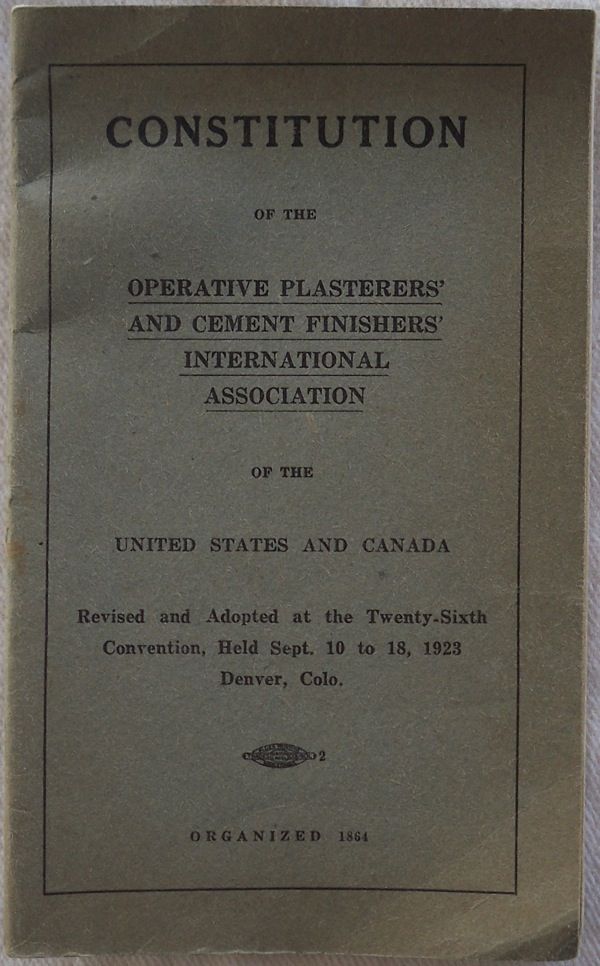 CONSTITUTION
OF THE
OPERATIVE PLASTERERS'
AND CEMENT FINISHERS'
INTERNATIONAL
ASSOCIATION
OF THE
UNITED STATES AND CANADA
Revised and Adopted at the Twenty-Sixth
Convention, Held Sept. 10 to 18, 1923
Denver, Colo.
2
ORGANIZED 1864